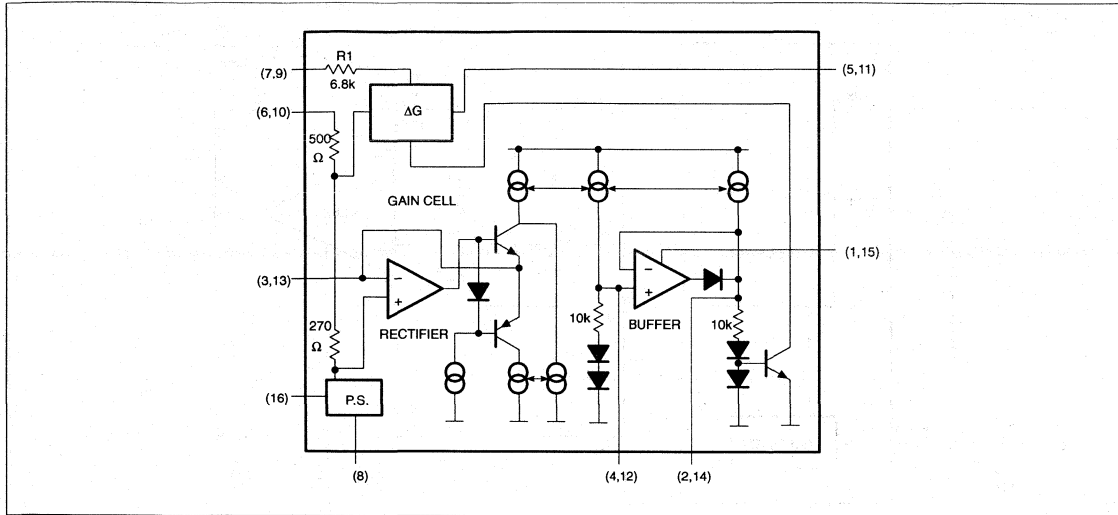 R1
(7,9)
6.8k
(5,11)
(6,10)
ΔG
500
Ω
GAIN CELL
(1,15)
(3,13)
−
+
−
+
10k
BUFFER
10k
RECTIFIER
270
Ω
(16)
P.S.
(8)
(4,12)
(2,14)